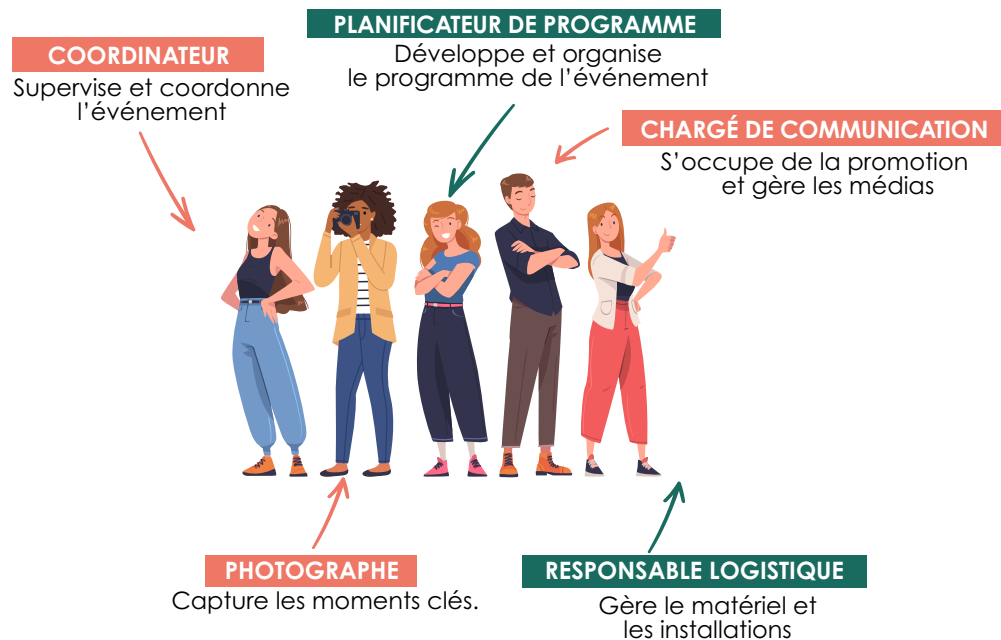 PLANIFICATEUR DE PROGRAMME
Développe et organise
le programme de l’événement
COORDINATEUR
Supervise et coordonne
l’événement
CHARGÉ DE COMMUNICATION
S’occupe de la promotion
et gère les médias
PHOTOGRAPHE
Capture les moments clés.
RESPONSABLE LOGISTIQUE
Gère le matériel et
les installations